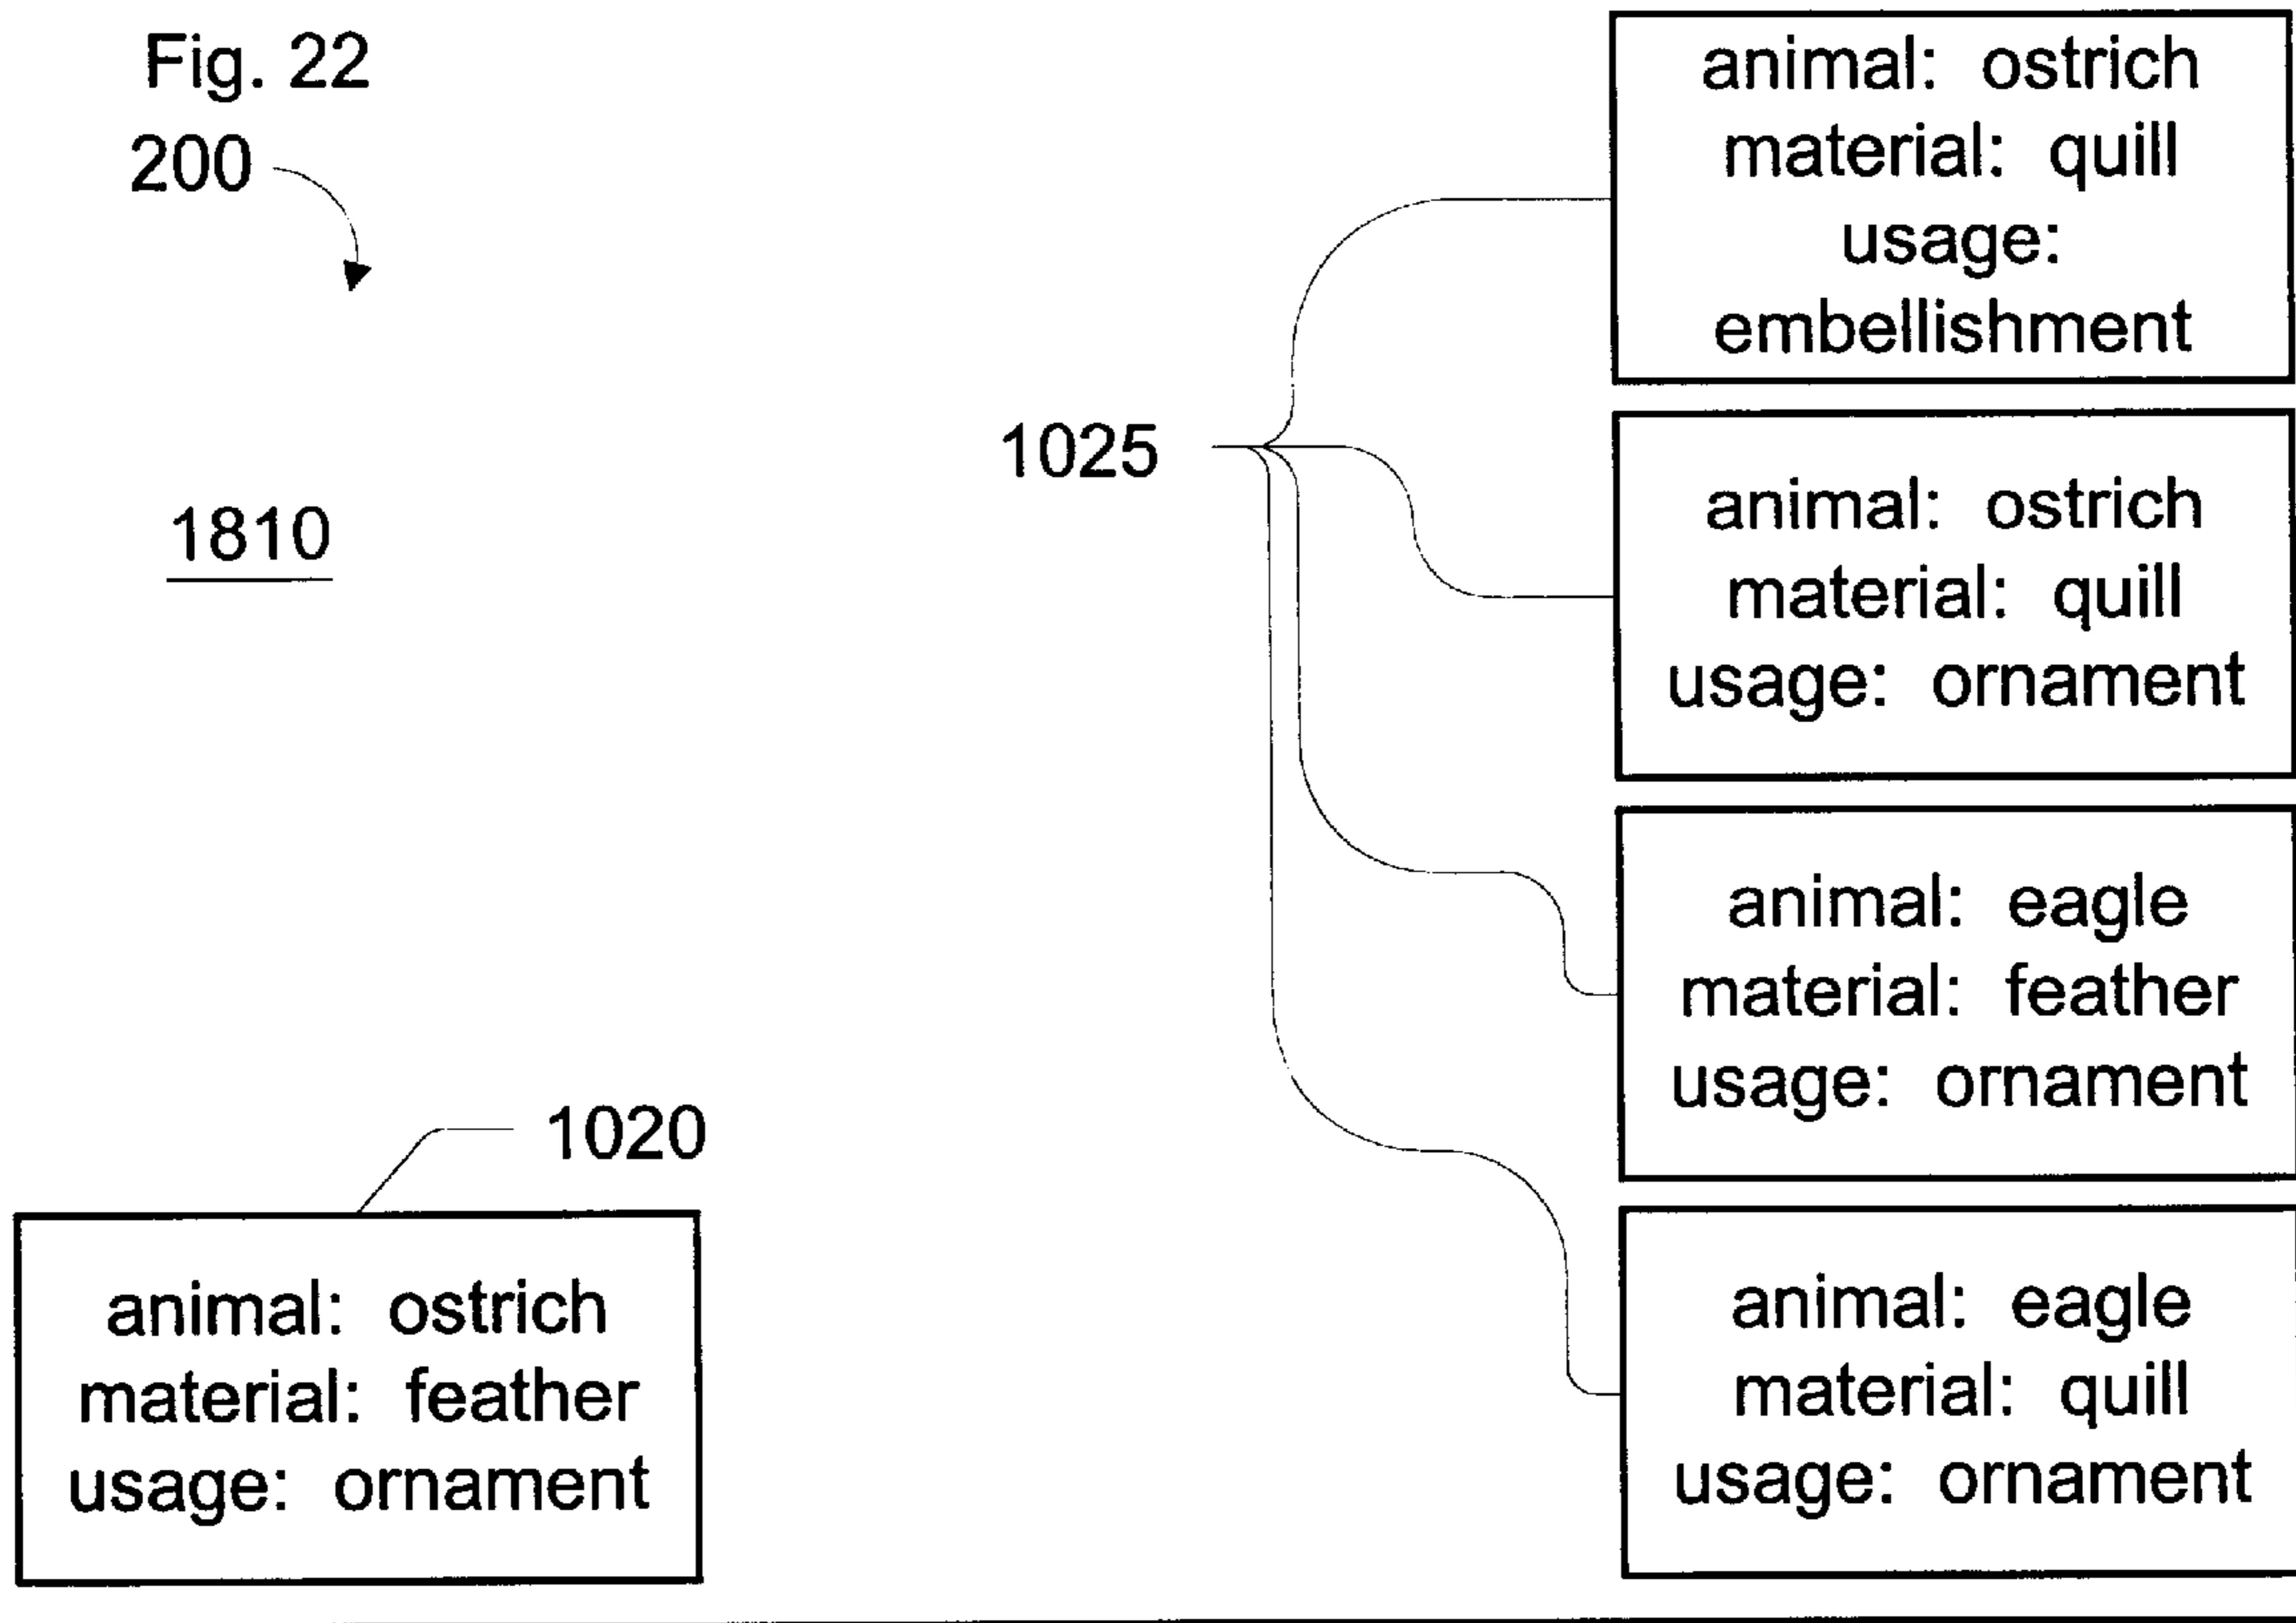 Fig. 22
200
1810
1025
animal: ostrich
material: quill
usage:
embellishment
animal: ostrich
material: quill
usage: ornament
animal: eagle
material: feather
usage: ornament
animal: eagle
material: quill
usage: ornament
1020
animal: ostrich
material: feather
usage: ornament